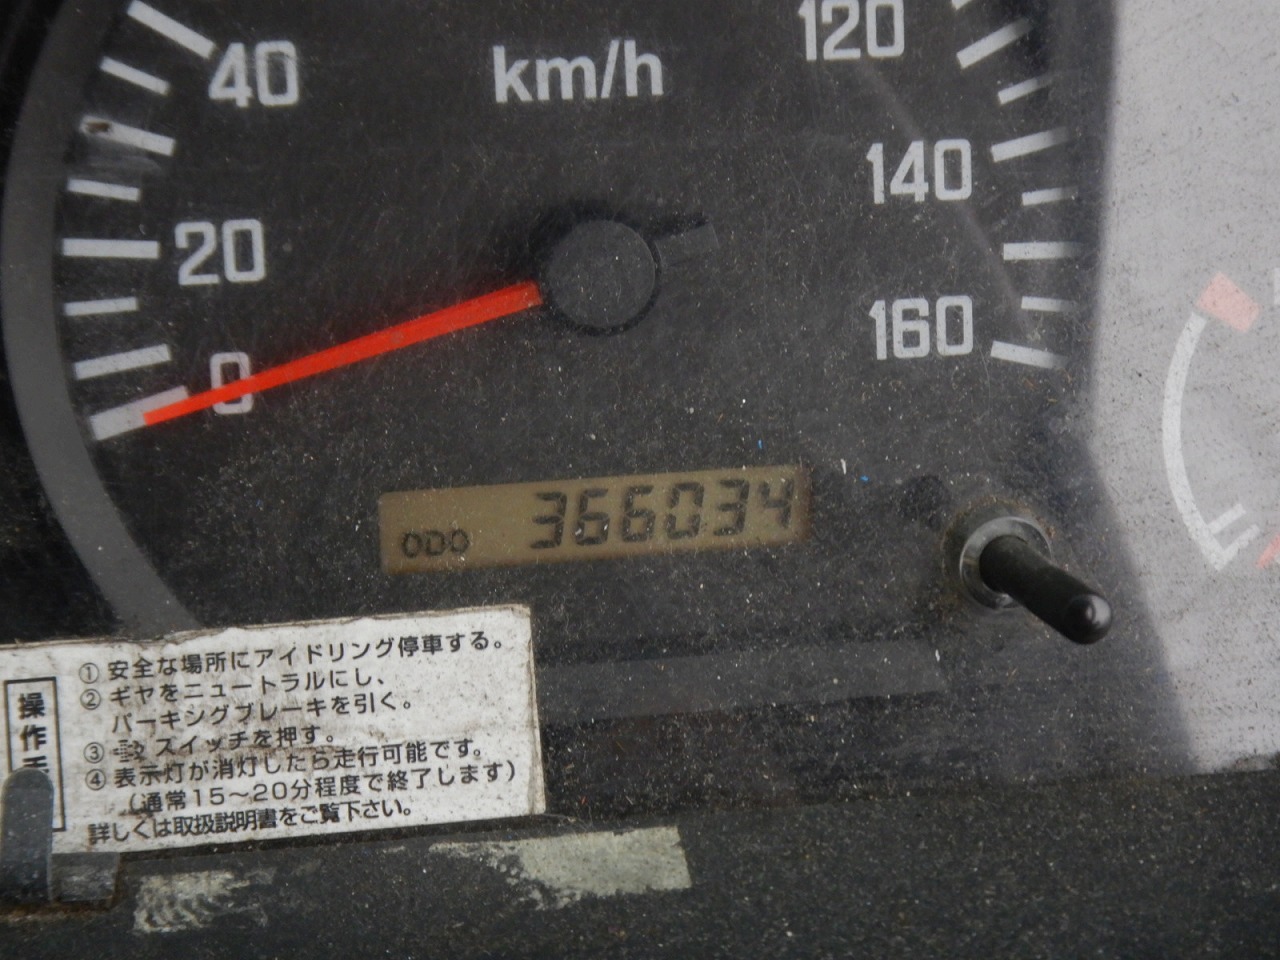 km/h
40
20
0
120
140
160
ODO 366034
操作
①安全な場所にアイドリング停車する。
②ギヤをニュートラルにし、
パーキングブレーキを引く。
③スイッチを押す。
④表示灯が消灯したら走行可能です。
(通常15〜20分程度で終了します)
詳しくは取扱説明書をご覧下さい。
E